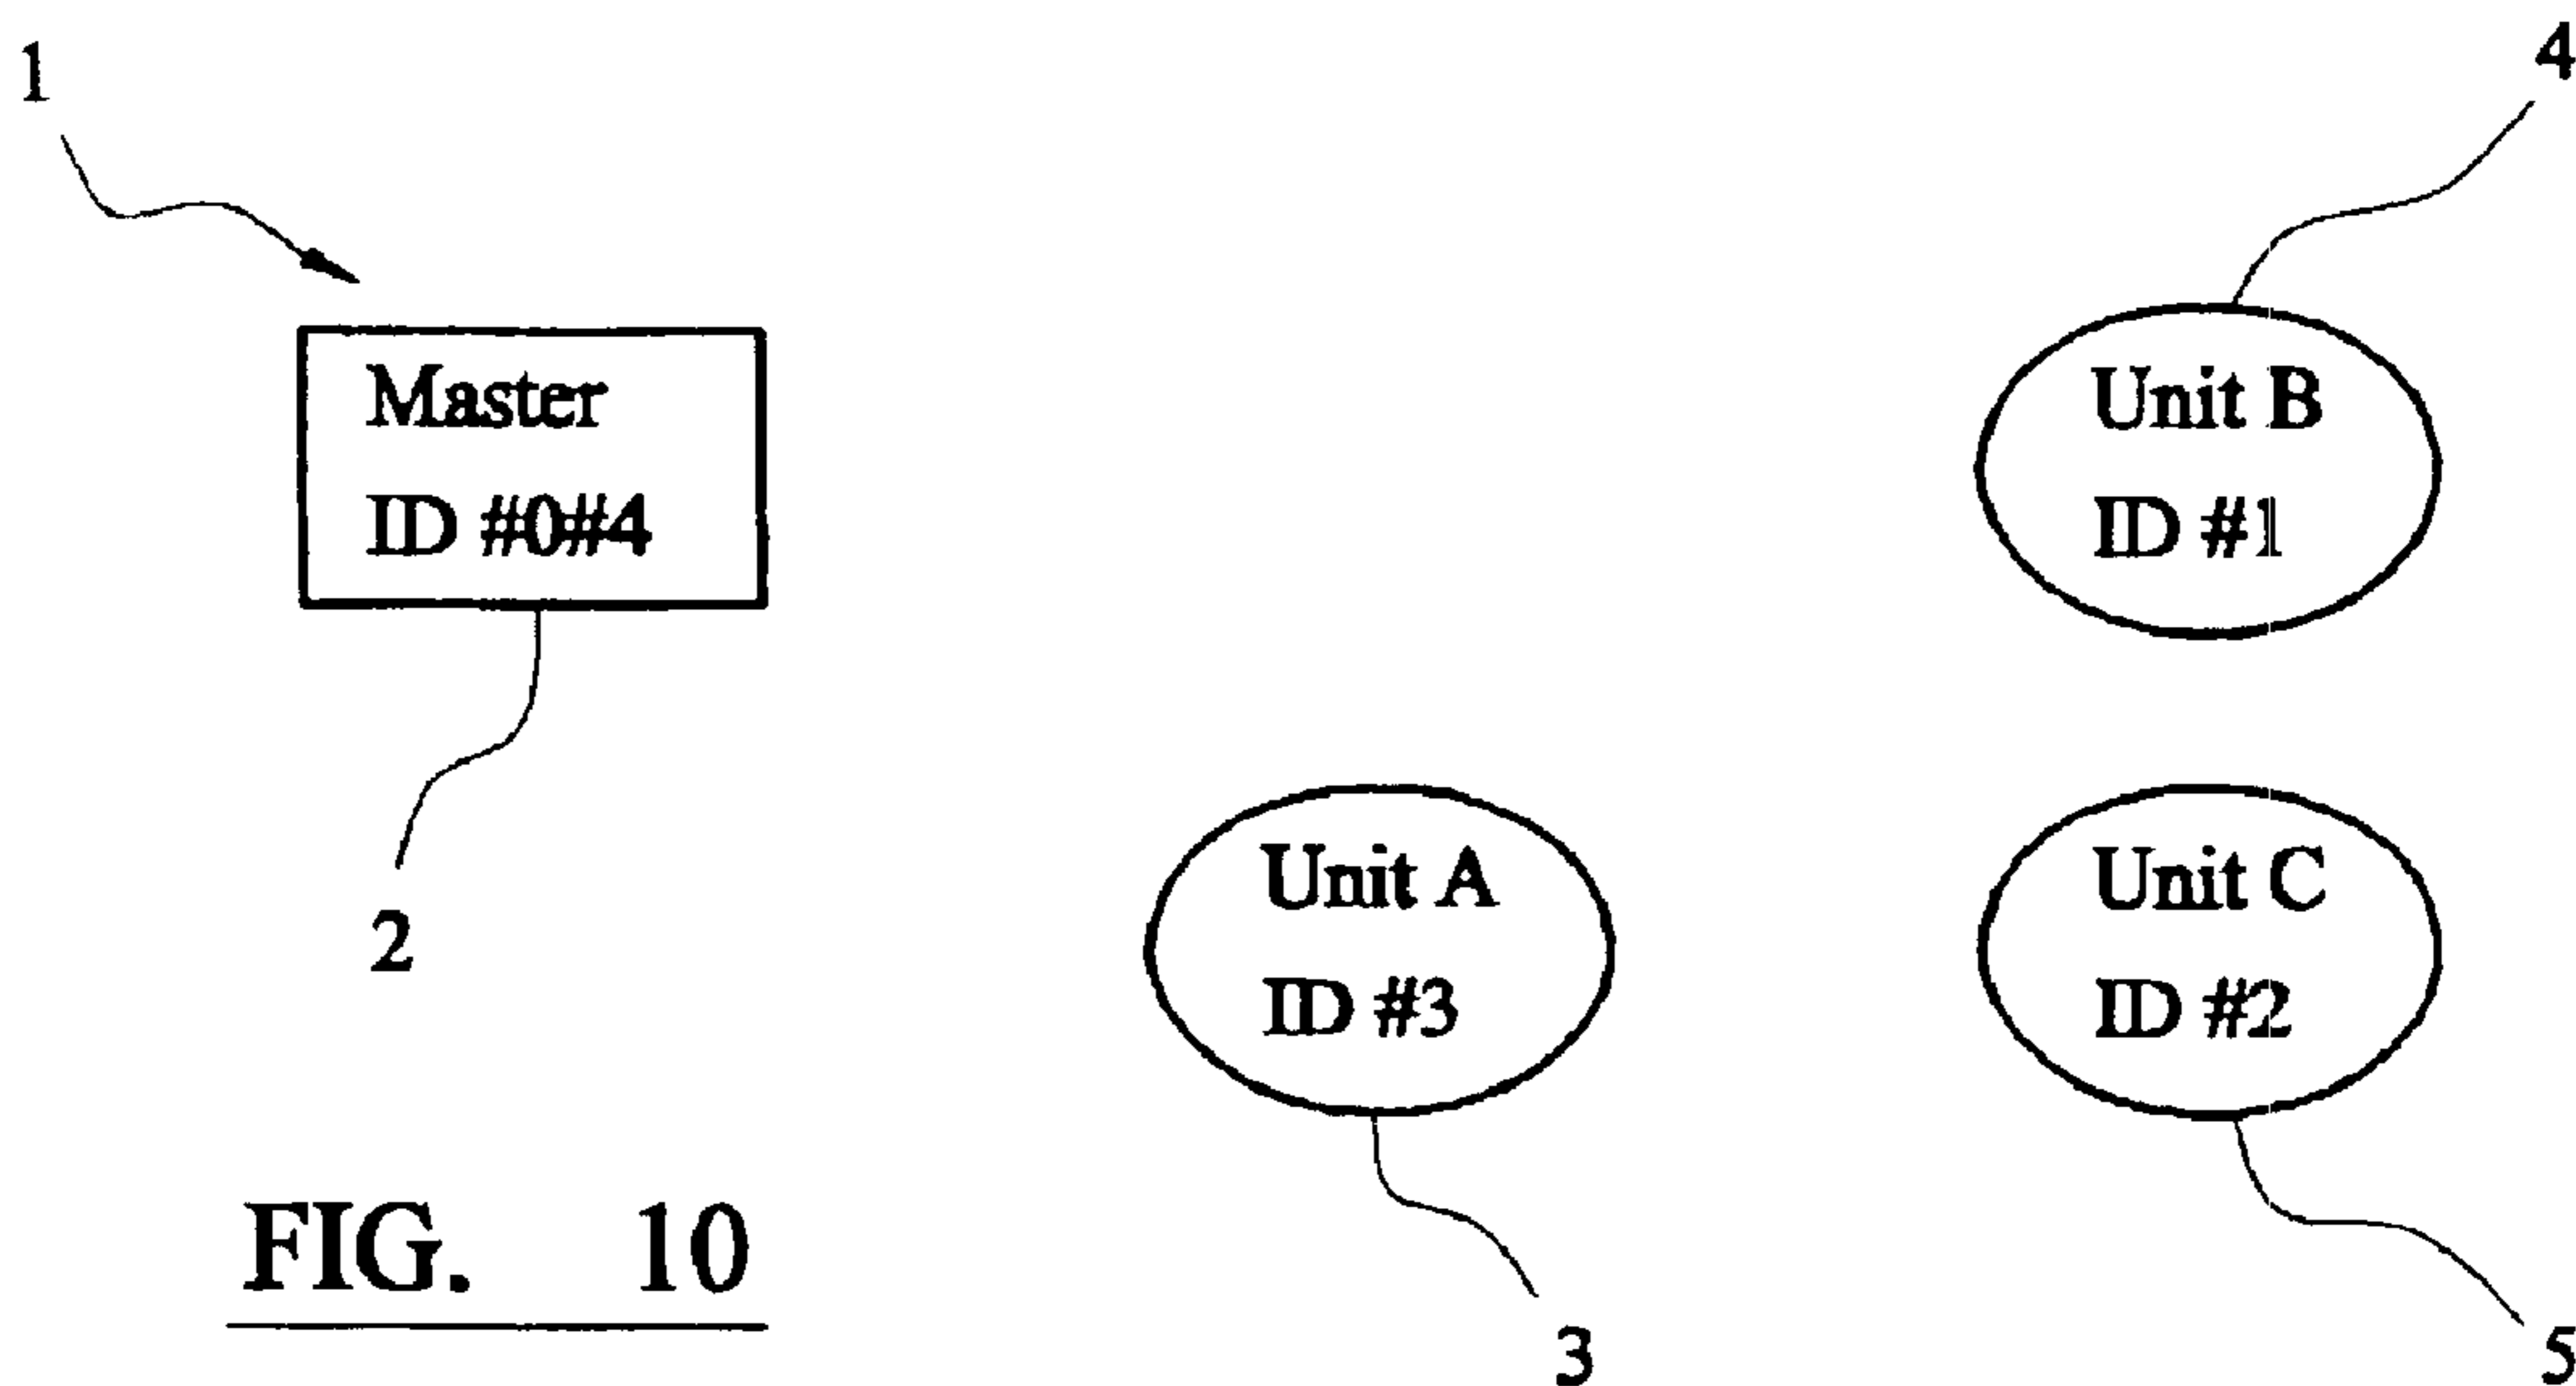 1
4
Master
ID #0#4
Unit B
ID #1
2
Unit A
ID #3
Unit C
ID #2
FIG. 10
3
5